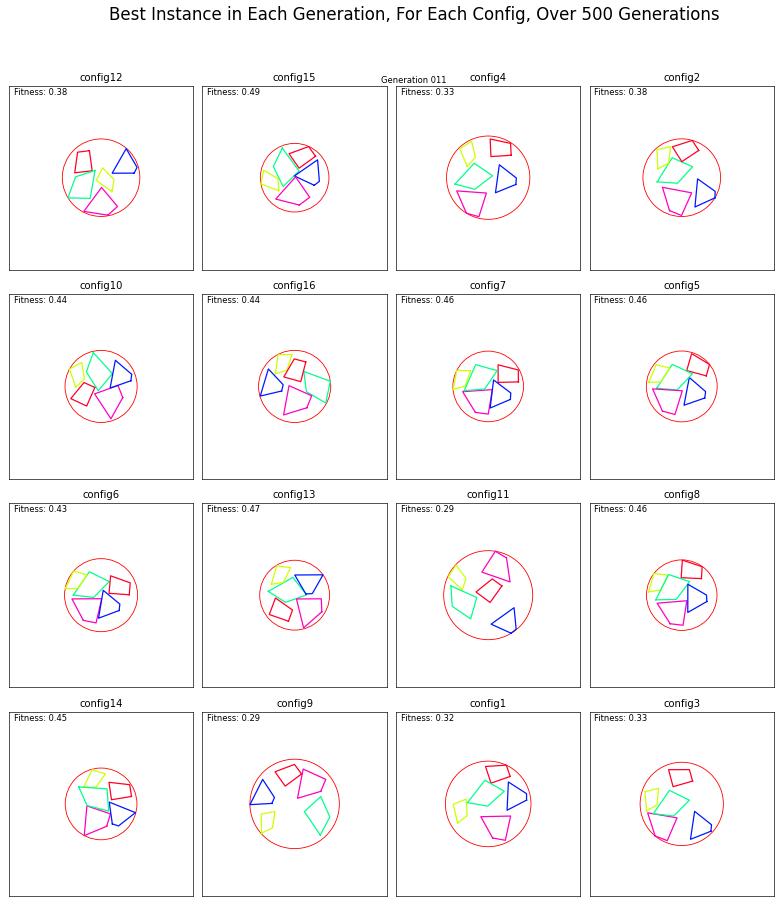 Best Instance in Each Generation, For Each Config, Over 500 Generations
Generation 011
config12
Fitness: 0.38
config15
Fitness: 0.49
config4
Fitness: 0.33
config2
Fitness: 0.38
config10
Fitness: 0.44
config16
Fitness: 0.44
config7
Fitness: 0.46
config5
Fitness: 0.46
config6
Fitness: 0.43
config13
Fitness: 0.47
config11
Fitness: 0.29
config8
Fitness: 0.46
config14
Fitness: 0.45
config9
Fitness: 0.29
config1
Fitness: 0.32
config3
Fitness: 0.33